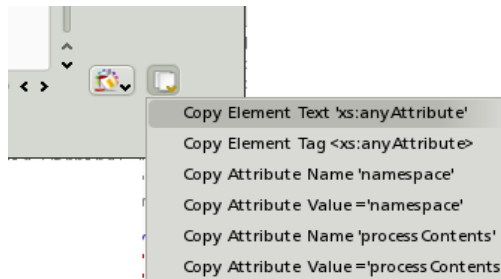 Copy Element Text 'xs:anyAttribute'
Copy Element Tag <xs:anyAttribute>
Copy Attribute Name 'namespace'
Copy Attribute Value ='namespace'
Copy Attribute Name 'processContents'
Copy Attribute Value ='processContents